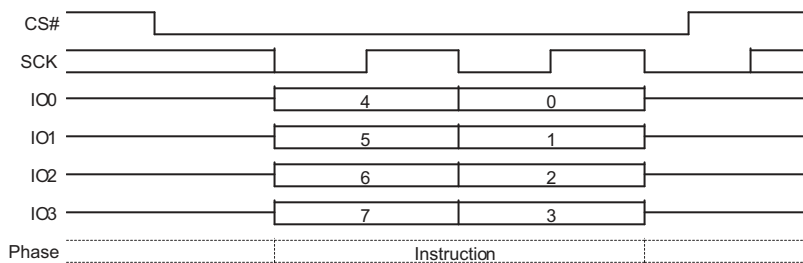 CS#
SCK
IO0 4 0
IO1 5 1
IO2 6 2
IO3 7 3
Phase Instruction